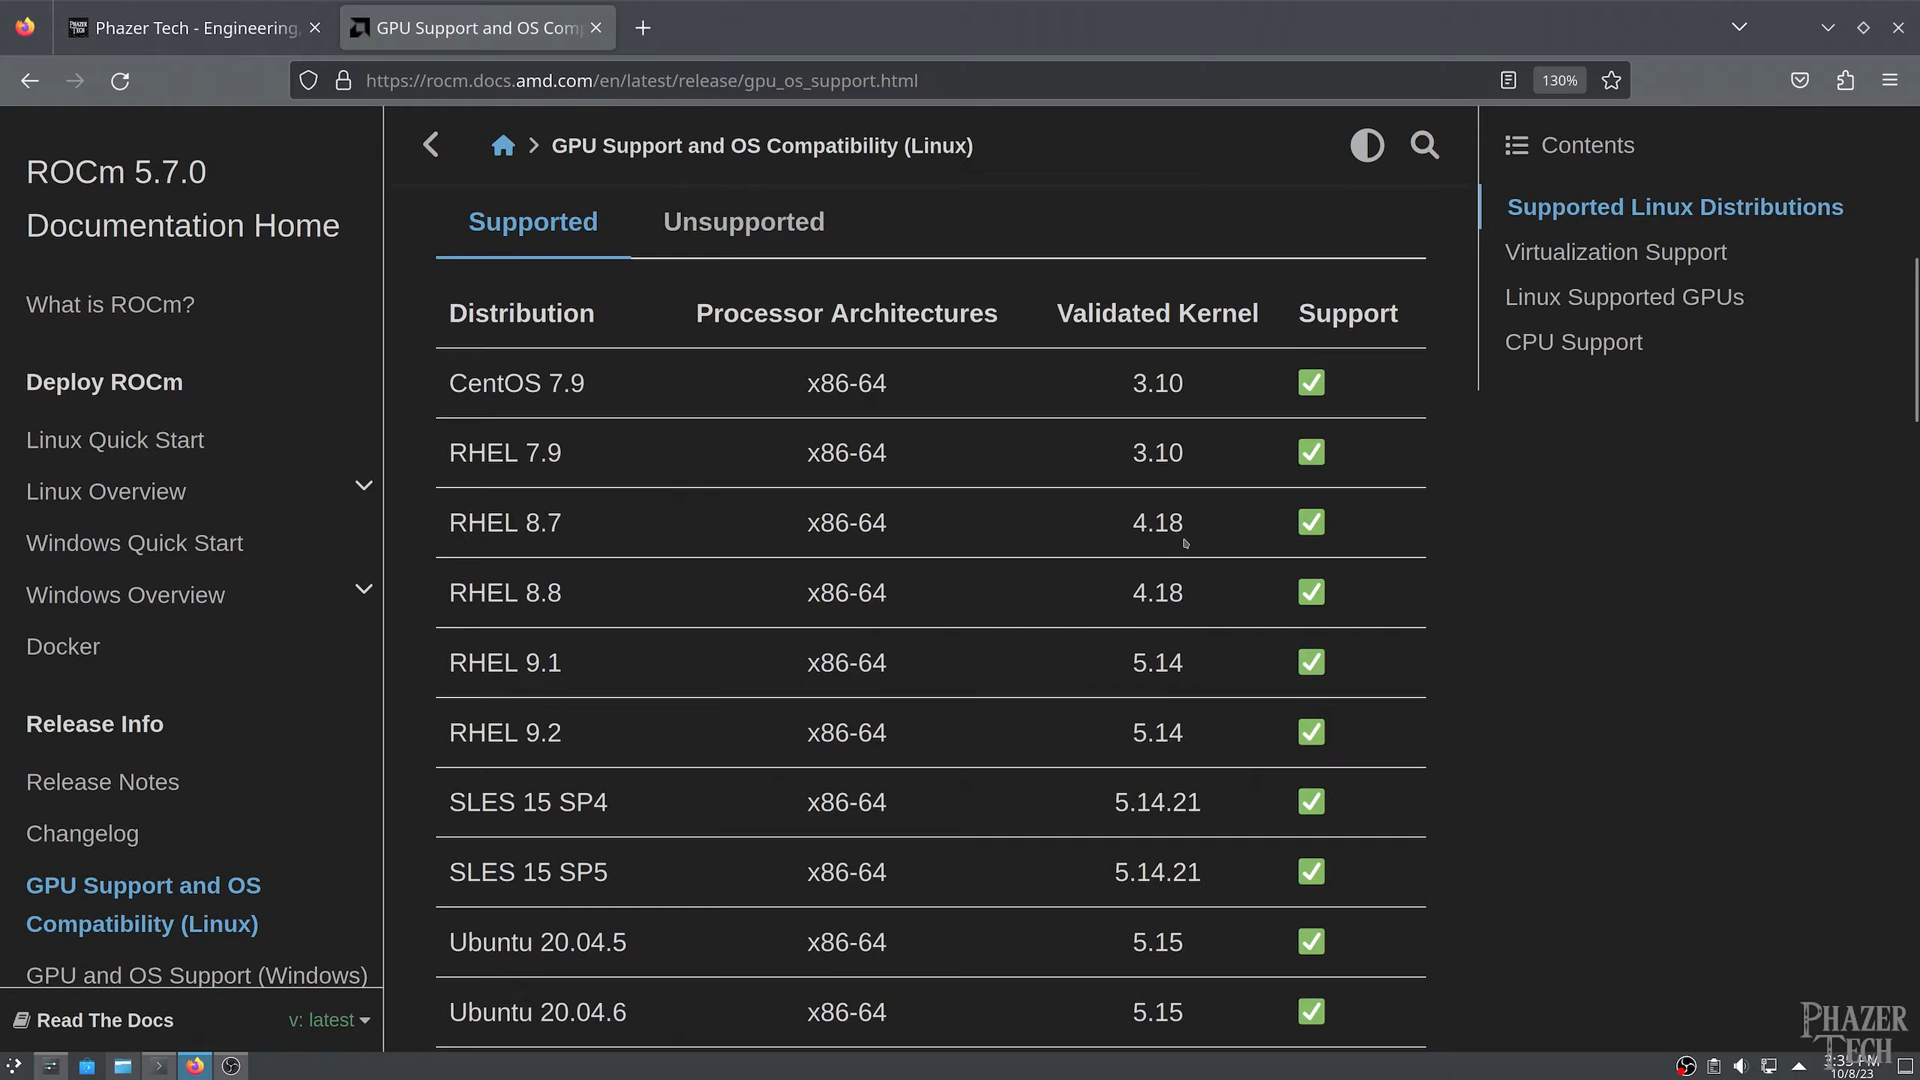 Phazer Tech - Engineering,
GPU Support and OS Comp
https://rocm.docs.amd.com/en/latest/release/gpu_os_support.html
130%
ROCm 5.7.0
Documentation Home
What is ROCm?
Deploy ROCm
Linux Quick Start
Linux Overview
Windows Quick Start
Windows Overview
Docker
Release Info
Release Notes
Changelog
GPU Support and OS
Compatibility (Linux)
GPU and OS Support (Windows)
Read The Docs v: latest
GPU Support and OS Compatibility (Linux)
Supported Unsupported
Distribution Processor Architectures Validated Kernel Support
CentOS 7.9 x86-64 3.10 ✅
RHEL 7.9 x86-64 3.10 ✅
RHEL 8.7 x86-64 4.18 ✅
RHEL 8.8 x86-64 4.18 ✅
RHEL 9.1 x86-64 5.14 ✅
RHEL 9.2 x86-64 5.14 ✅
SLES 15 SP4 x86-64 5.14.21 ✅
SLES 15 SP5 x86-64 5.14.21 ✅
Ubuntu 20.04.5 x86-64 5.15 ✅
Ubuntu 20.04.6 x86-64 5.15 ✅
Contents
Supported Linux Distributions
Virtualization Support
Linux Supported GPUs
CPU Support
PHAZER
TECH
3:35 PM
10/8/23